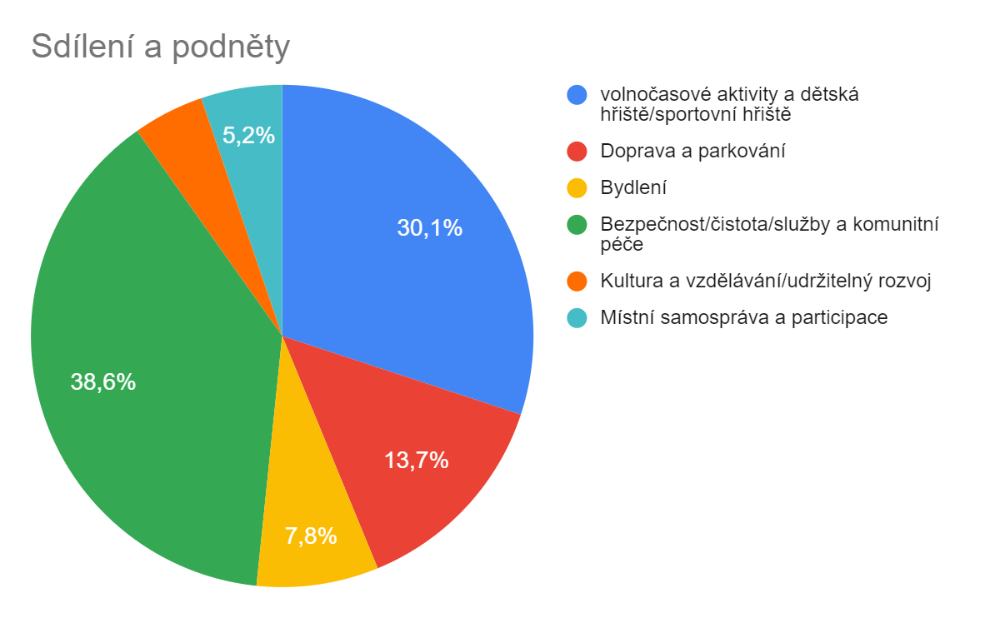 Sdílení a podněty
5,2%
30,1%
38,6%
13,7%
7,8%
volnočasové aktivity a dětská
hřiště/sportovní hřiště
Doprava a parkování
Bydlení
Bezpečnost/čistota/služby a komunitní
péče
Kultura a vzdělávání/udržitelný rozvoj
Místní samospráva a participace